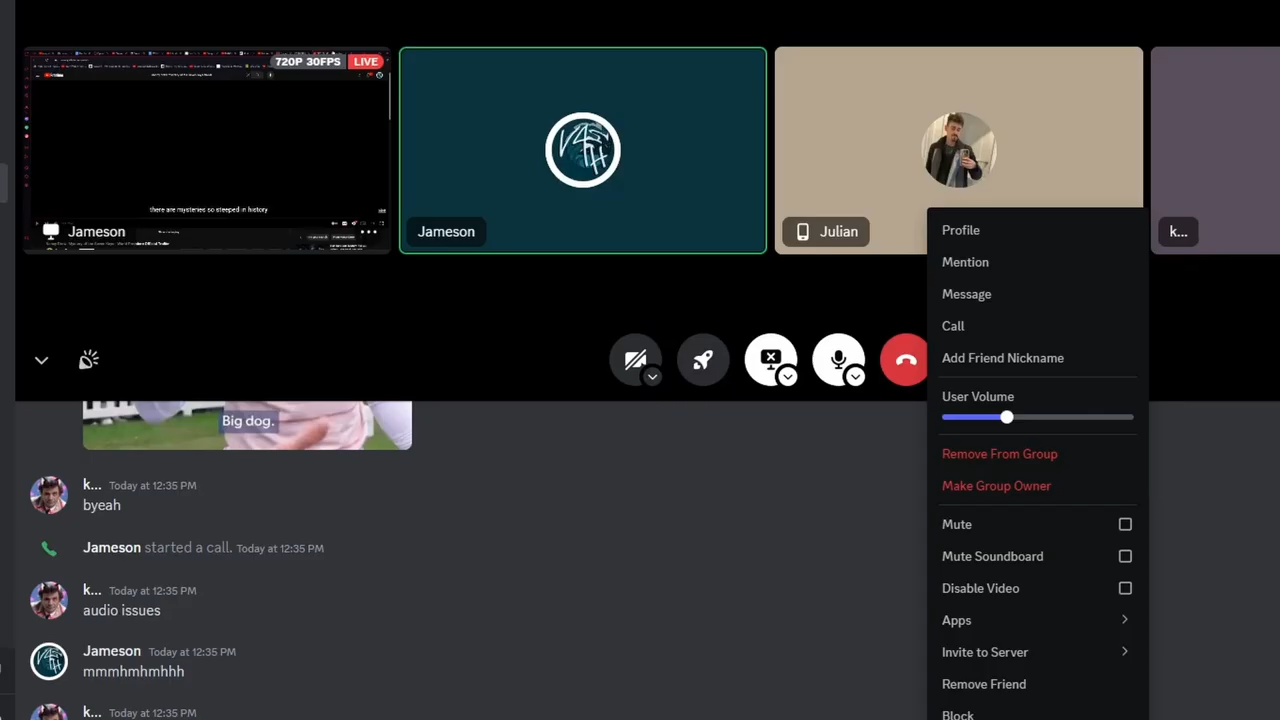 720P 30FPS LIVE
there are mysteries so steeped in history
Jameson
Jameson
Julian
k...
Profile
Mention
Message
Call
Add Friend Nickname
User Volume
Remove From Group
Make Group Owner
Mute
Mute Soundboard
Disable Video
Apps
Invite to Server
Remove Friend
Block
Big dog.
k... Today at 12:35 PM
byeah
Jameson started a call. Today at 12:35 PM
k... Today at 12:35 PM
audio issues
Jameson Today at 12:35 PM
mmmhmhmhhh
k... Today at 12:35 PM